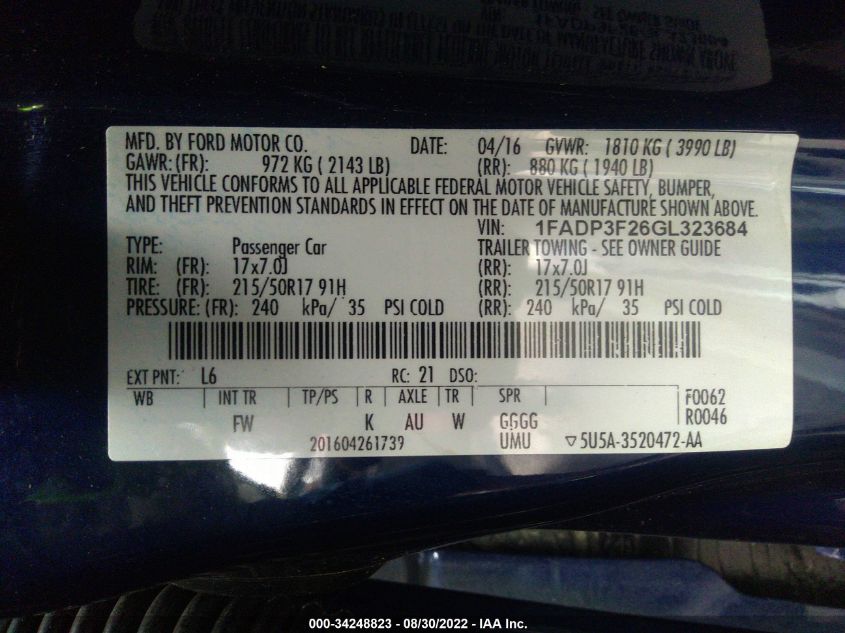 MFD. BY FORD MOTOR CO. DATE: 04/16 GVWR: 1810 KG ( 3990 LB)
GAWR: (FR): 972 KG ( 2143 LB) (RR): 880 KG ( 1940 LB)
THIS VEHICLE CONFORMS TO ALL APPLICABLE FEDERAL MOTOR VEHICLE SAFETY, BUMPER,
AND THEFT PREVENTION STANDARDS IN EFFECT ON THE DATE OF MANUFACTURE SHOWN ABOVE.
VIN: 1FADP3F26GL323684
TYPE: Passenger Car TRAILER TOWING - SEE OWNER GUIDE
RIM: (FR): 17x7.0J (RR): 17x7.0J
TIRE: (FR): 215/50R17 91H (RR): 215/50R17 91H
PRESSURE: (FR): 240 kPa/ 35 PSI COLD (RR): 240 kPa/ 35 PSI COLD
EXT PNT: L6 RC: 21 DSO:
WB INT TR TP/PS R AXLE TR SPR F0062
FW K AU W GGGG R0046
201604261739 UMU ▽5U5A-3520472-AA
000-34248823 - 08/30/2022 - IAA Inc.